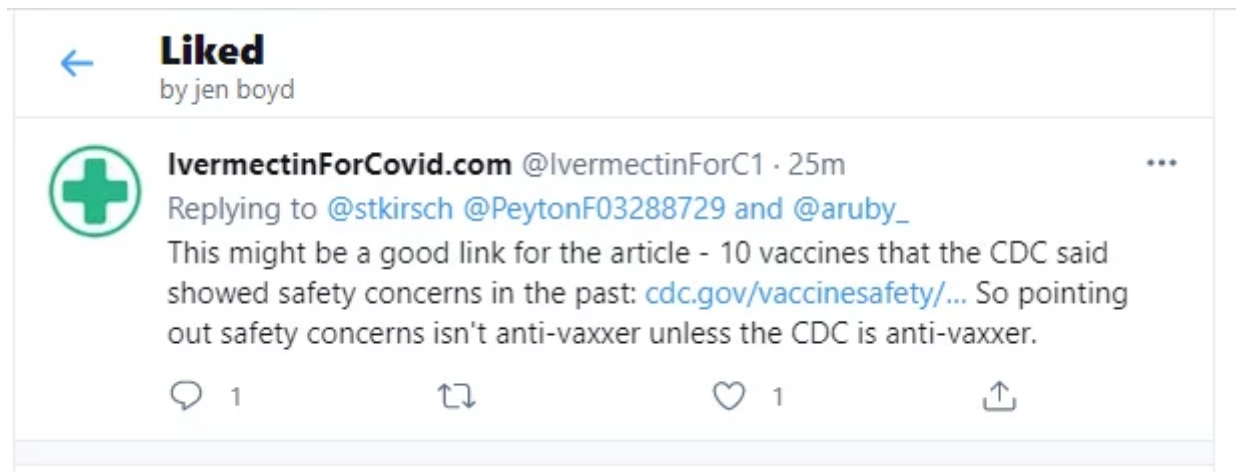 Liked
by jen boyd
IvermectinForCovid.com @IvermectinForC1 · 25m
Replying to @stkirsch @PeytonF03288729 and @aruby_
This might be a good link for the article - 10 vaccines that the CDC said
showed safety concerns in the past: cdc.gov/vaccinesafety/... So pointing
out safety concerns isn't anti-vaxxer unless the CDC is anti-vaxxer.
1 1